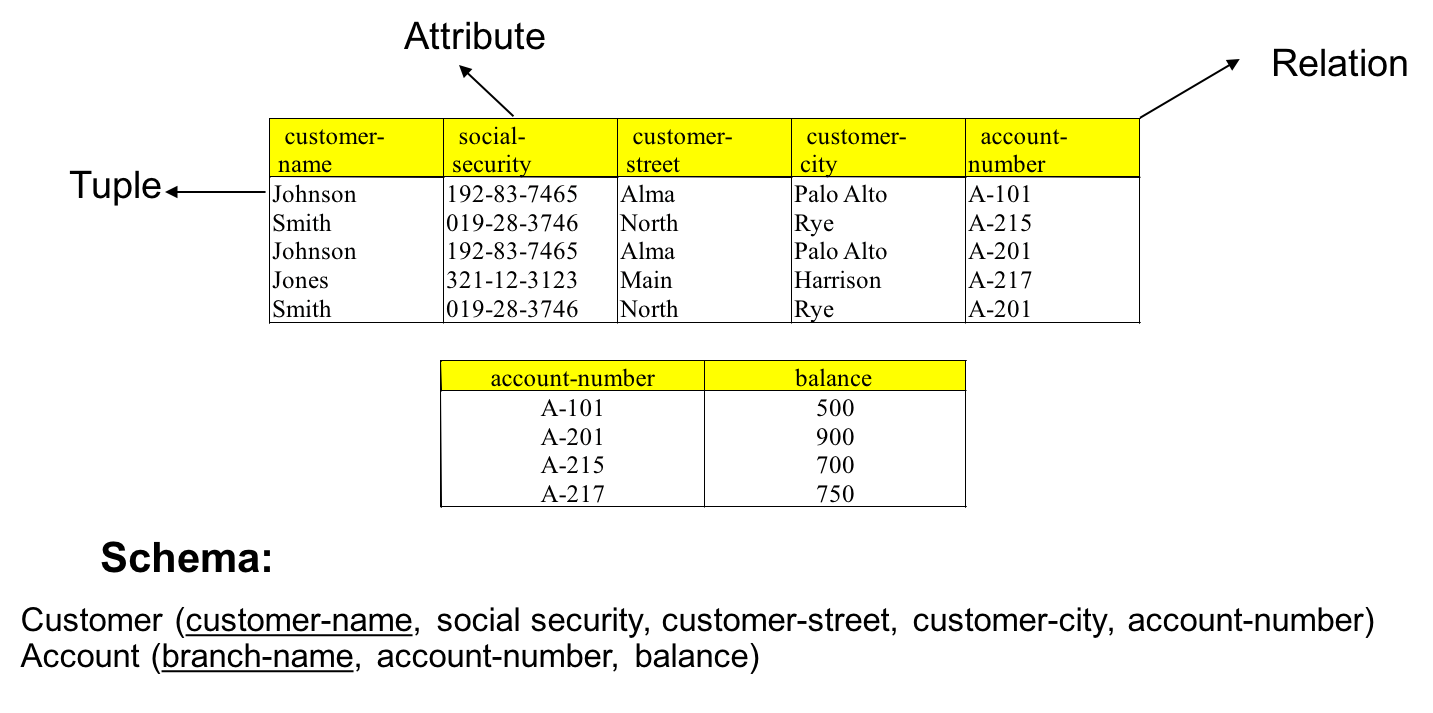 Attribute
Relation
customer- social- customer- customer- account-
name security street city number
Tuple
Johnson 192-83-7465 Alma Palo Alto A-101
Smith 019-28-3746 North Rye A-215
Johnson 192-83-7465 Alma Palo Alto A-201
Jones 321-12-3123 Main Harrison A-217
Smith 019-28-3746 North Rye A-201
account-number balance
A-101 500
A-201 900
A-215 700
A-217 750
Schema:
Customer (customer-name, social security, customer-street, customer-city, account-number)
Account (branch-name, account-number, balance)